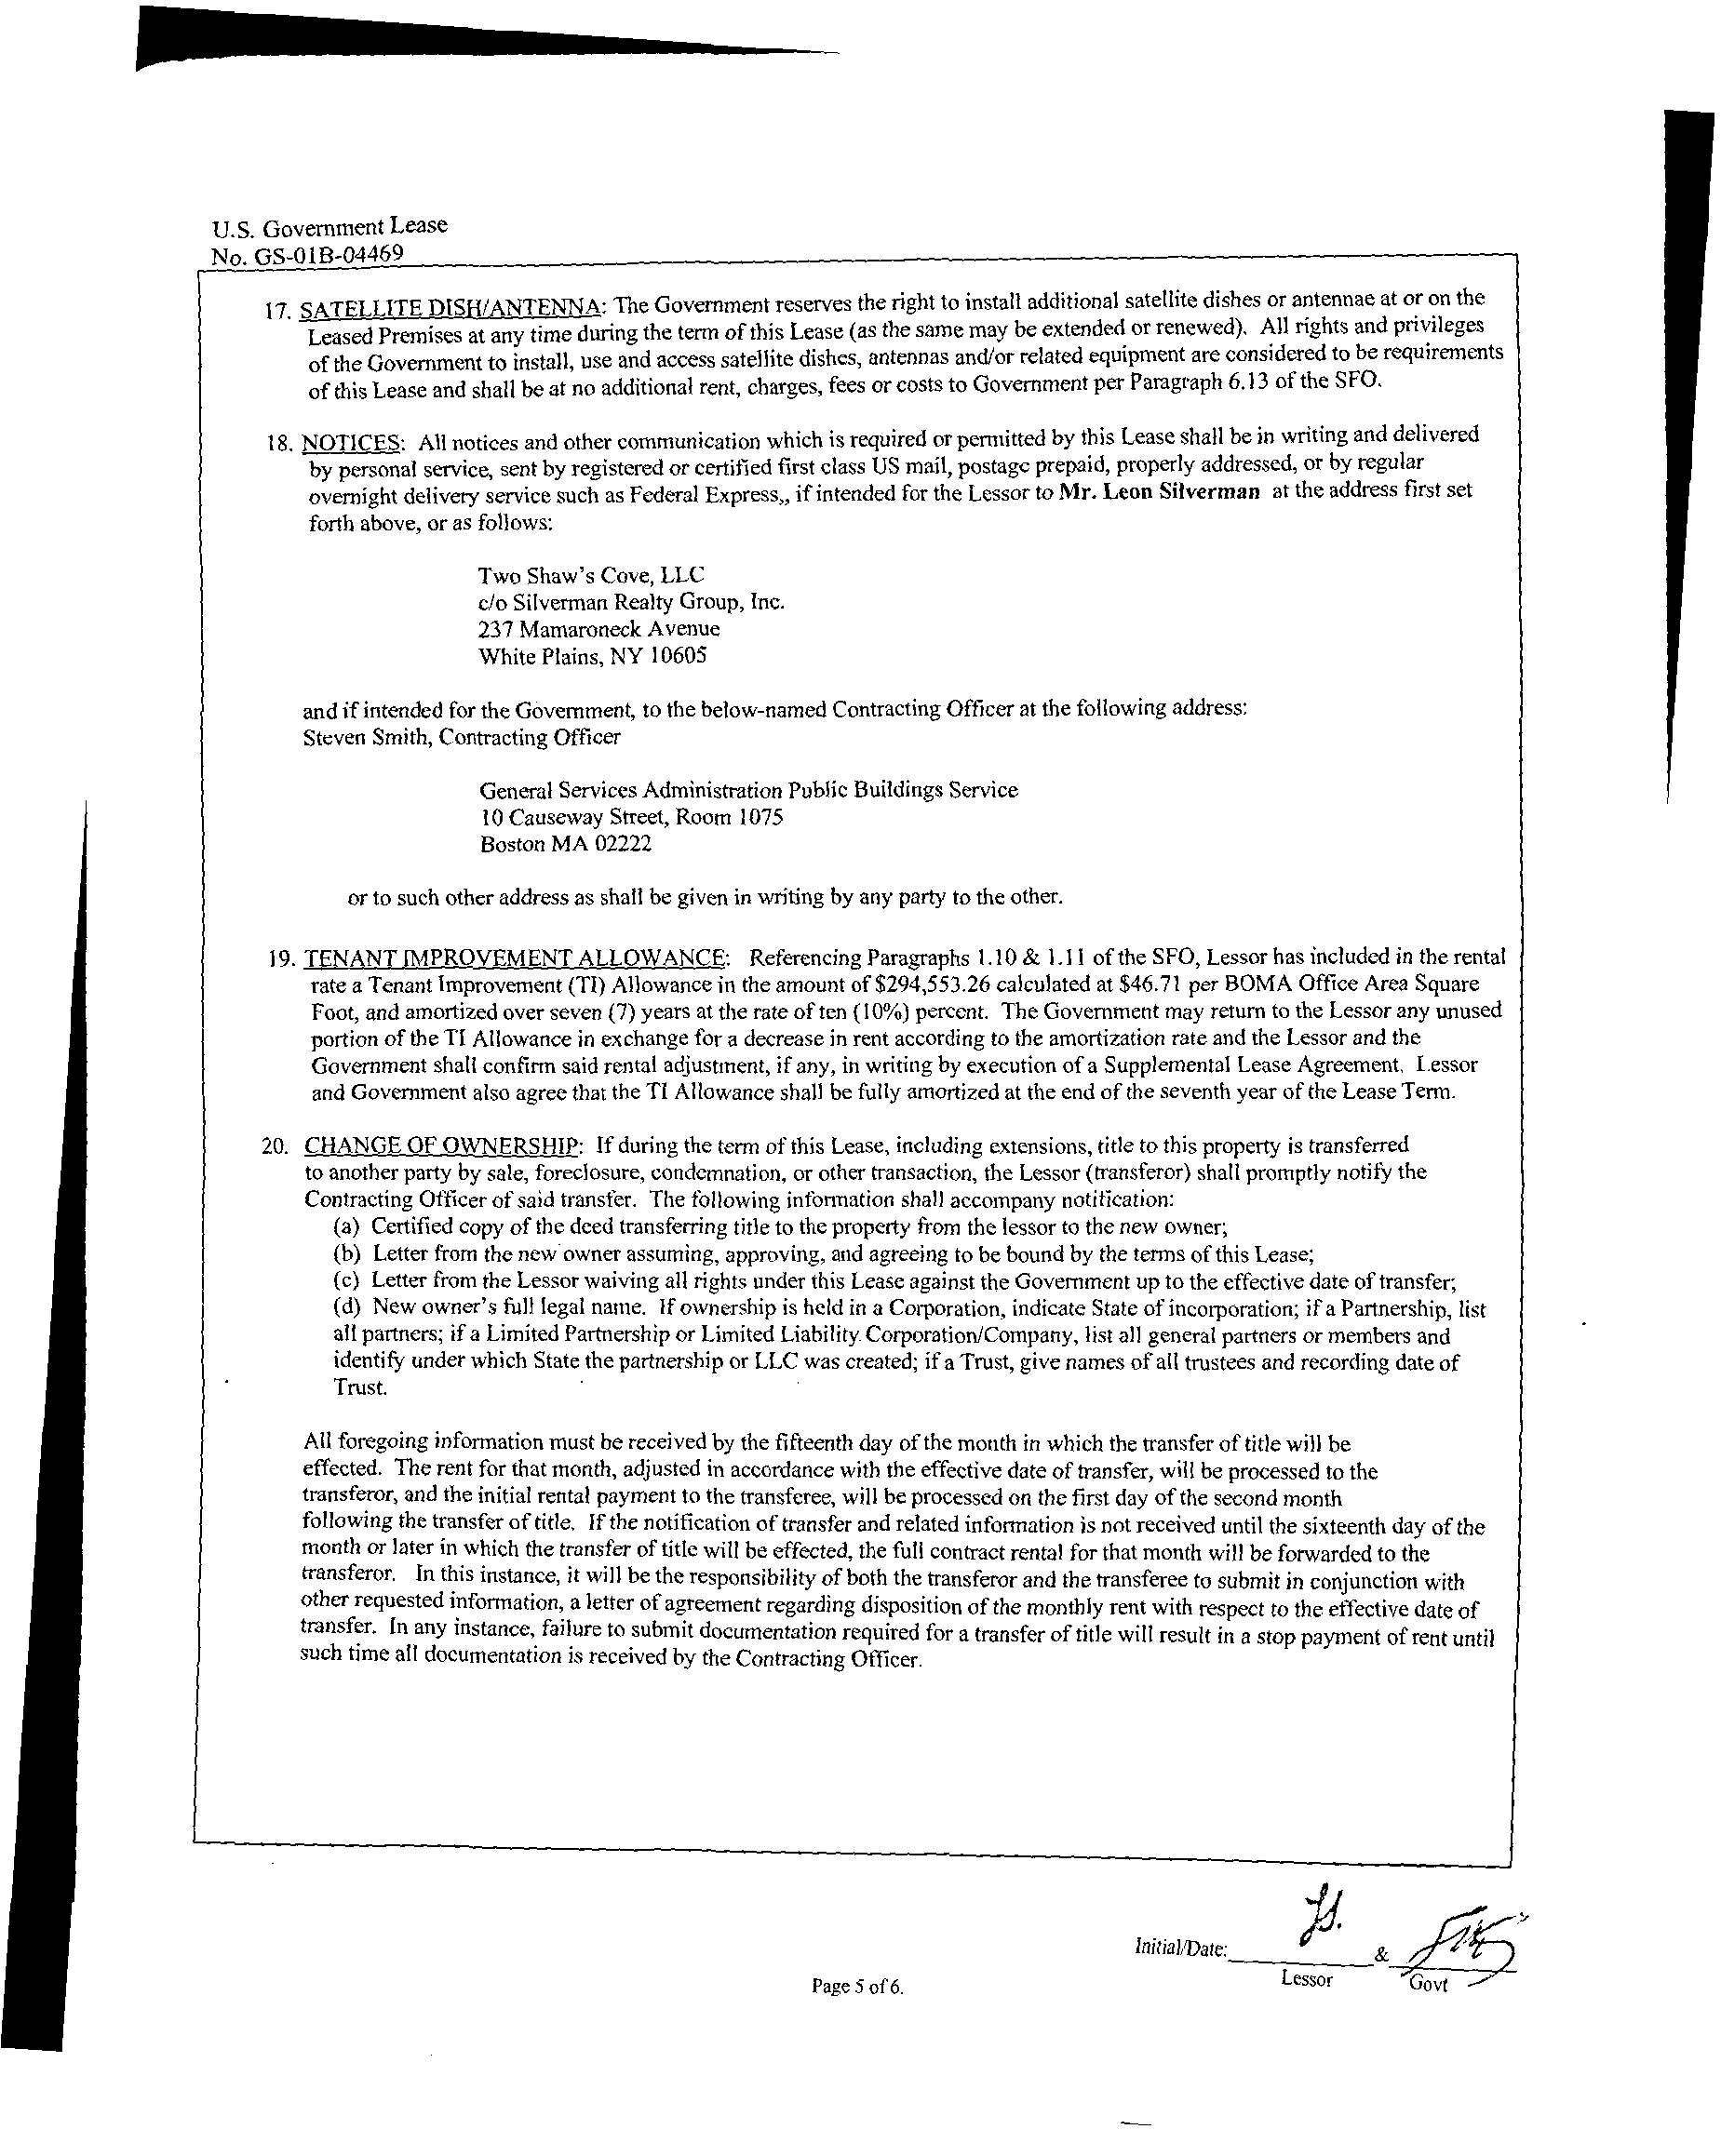 U.S. Government Lease
No. GS-01B-04469
17. SATELLITE DISH/ANTENNA: The Government reserves the right to install additional satellite dishes or antennae at or on the
Leased Premises at any time during the term of this Lease (as the same may be extended or renewed). All rights and privileges
of the Government to install, use and access satellite dishes, antennas and/or related equipment are considered to be requirements
of this Lease and shall be at no additional rent, charges, fees or costs to Government per Paragraph 6.13 of the SFO.
18. NOTICES: All notices and other communication which is required or permitted by this Lease shall be in writing and delivered
by personal service, sent by registered or certified first class US mail, postage prepaid, properly addressed, or by regular
overnight delivery service such as Federal Express,, if intended for the Lessor to Mr. Leon Silverman at the address first set
forth above, or as follows:
Two Shaw's Cove, LLC
c/o Silverman Realty Group, Inc.
237 Mamaroneck Avenue
White Plains, NY 10605
and if intended for the Government, to the below-named Contracting Officer at the following address:
Steven Smith, Contracting Officer
General Services Administration Public Buildings Service
10 Causeway Street, Room 1075
Boston MA 02222
or to such other address as shall be given in writing by any party to the other.
19. TENANT IMPROVEMENT ALLOWANCE: Referencing Paragraphs 1.10 & 1.11 of the SFO, Lessor has included in the rental
rate a Tenant Improvement (TI) Allowance in the amount of $294,553.26 calculated at $46.71 per BOMA Office Area Square
Foot, and amortized over seven (7) years at the rate of ten (10%) percent. The Government may return to the Lessor any unused
portion of the TI Allowance in exchange for a decrease in rent according to the amortization rate and the Lessor and the
Government shall confirm said rental adjustment, if any, in writing by execution of a Supplemental Lease Agreement. Lessor
and Government also agree that the TI Allowance shall be fully amortized at the end of the seventh year of the Lease Term.
20. CHANGE OF OWNERSHIP: If during the term of this Lease, including extensions, title to this property is transferred
to another party by sale, foreclosure, condemnation, or other transaction, the Lessor (transferor) shall promptly notify the
Contracting Officer of said transfer. The following information shall accompany notification:
(a) Certified copy of the deed transferring title to the property from the lessor to the new owner;
(b) Letter from the new owner assuming, approving, and agreeing to be bound by the terms of this Lease;
(c) Letter from the Lessor waiving all rights under this Lease against the Government up to the effective date of transfer;
(d) New owner's full legal name. If ownership is held in a Corporation, indicate State of incorporation; if a Partnership, list
all partners; if a Limited Partnership or Limited Liability Corporation/Company, list all general partners or members and
identify under which State the partnership or LLC was created; if a Trust, give names of all trustees and recording date of
Trust.
All foregoing information must be received by the fifteenth day of the month in which the transfer of title will be
effected. The rent for that month, adjusted in accordance with the effective date of transfer, will be processed to the
transferor, and the initial rental payment to the transferee, will be processed on the first day of the second month
following the transfer of title. If the notification of transfer and related information is not received until the sixteenth day of the
month or later in which the transfer of title will be effected, the full contract rental for that month will be forwarded to the
transferor. In this instance, it will be the responsibility of both the transferor and the transferee to submit in conjunction with
other requested information, a letter of agreement regarding disposition of the monthly rent with respect to the effective date of
transfer. In any instance, failure to submit documentation required for a transfer of title will result in a stop payment of rent until
such time all documentation is received by the Contracting Officer.
Initial/Date: &
Lessor Govt
Page 5 of 6.